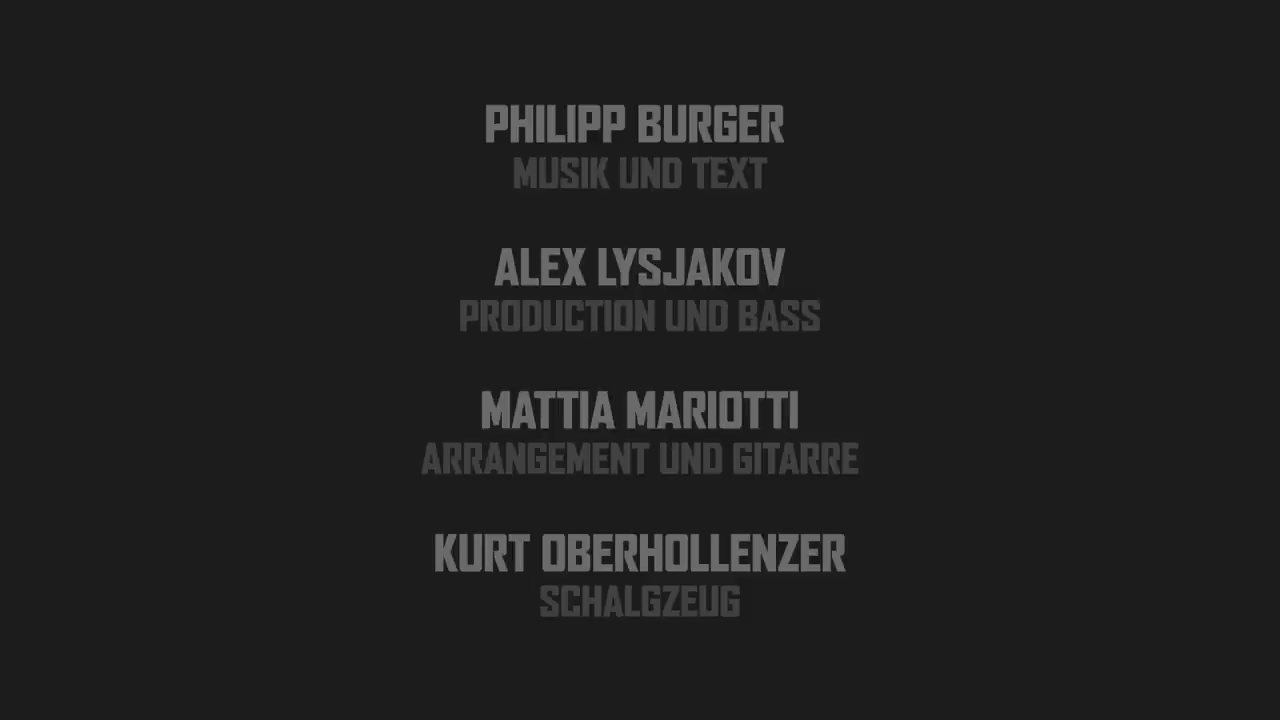 PHILIPP BURGER
MUSIK UND TEXT
ALEX LYSJAKOV
PRODUCTION UND BASS
MATTIA MARIOTTI
ARRANGEMENT UND GITARRE
KURT OBERHOLLENZER
SCHALGZEUG